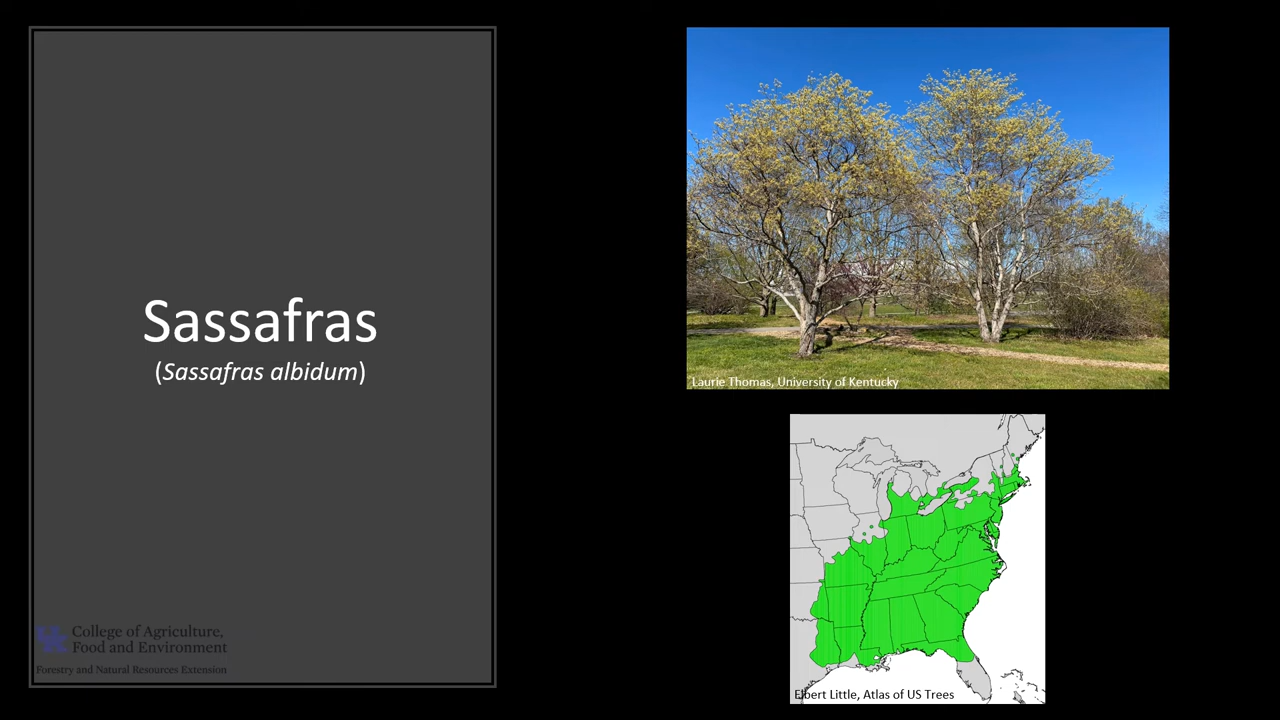 Sassafras
(Sassafras albidum)
College of Agriculture,
Food and Environment
Forestry and Natural Resources Extension
Laurie Thomas, University of Kentucky
Elbert Little, Atlas of US Trees